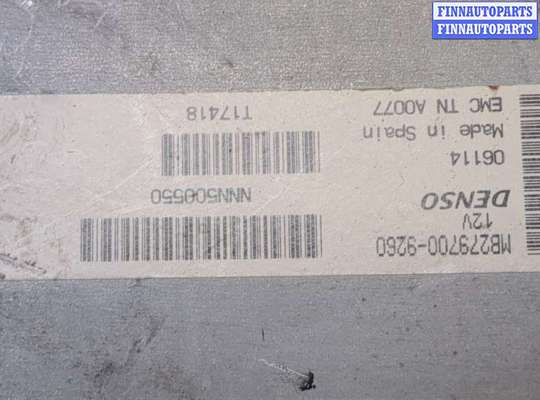 FINNAUTOPARTS
FINNAUTOPARTS
MB279700-9260
12V
DENSO
06114
Made in Spain
EMC TN A0077
NNN500550
T17418